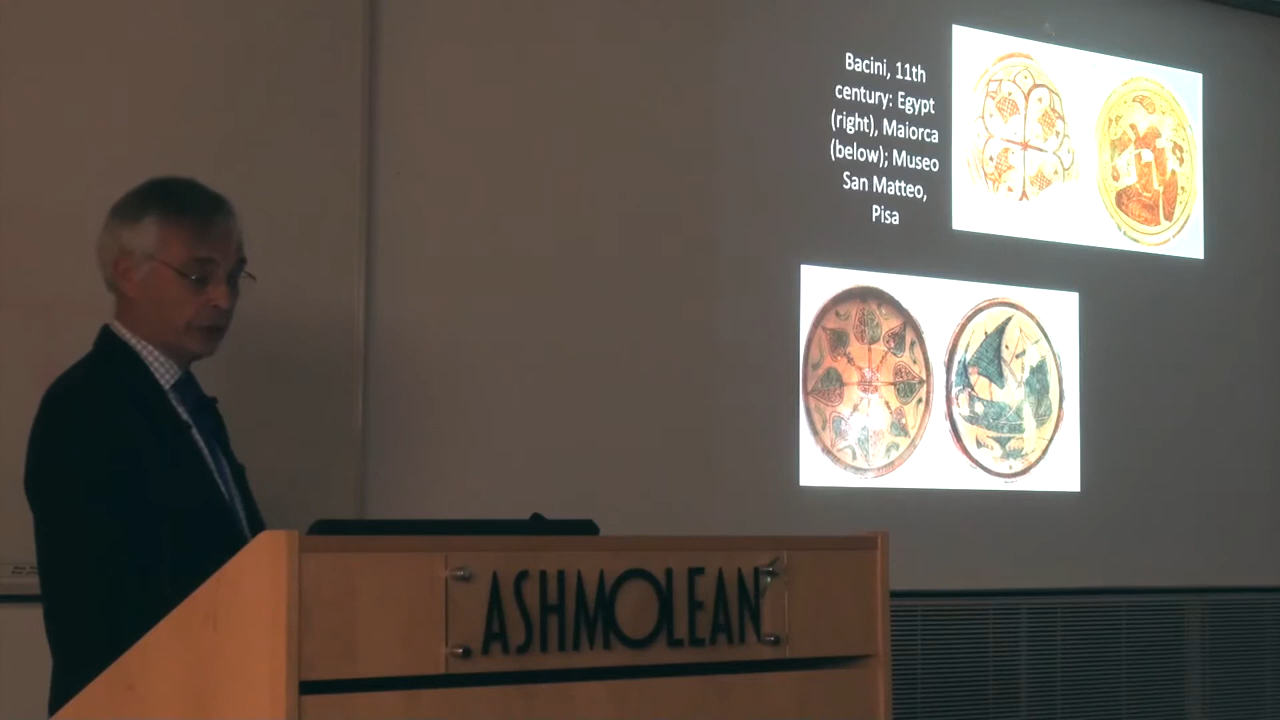 Bacini, 11th
century: Egypt
(right), Maiorca
(below); Museo
San Matteo,
Pisa
ASHMOLEAN